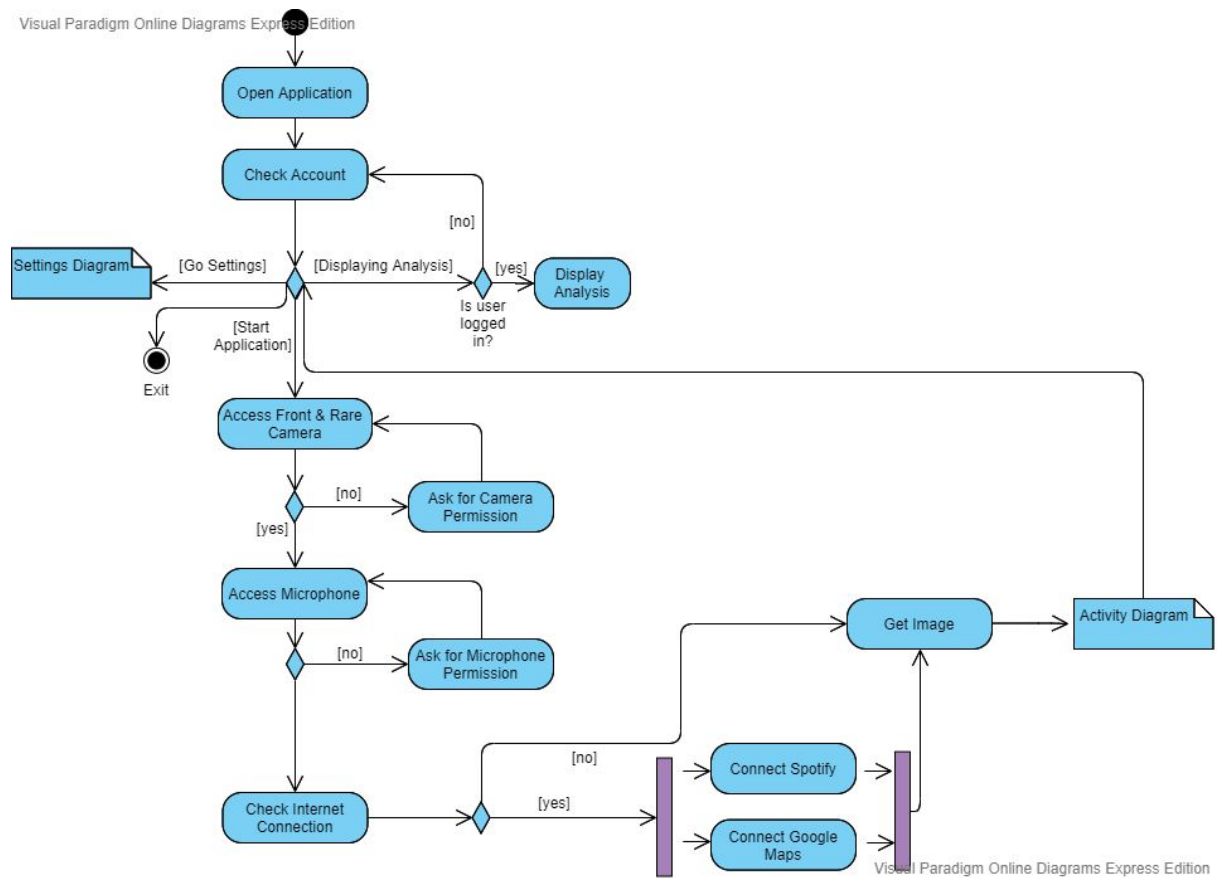 Visual Paradigm Online Diagrams Express Edition
Open Application
Check Account
[no]
Settings Diagram
[Go Settings]
[Displaying Analysis]
[yes]
Display
Analysis
Is user
logged
in?
[Start
Application]
Exit
Access Front & Rare
Camera
[no]
Ask for Camera
Permission
[yes]
Access Microphone
[no]
Ask for Microphone
Permission
Get Image
Activity Diagram
[no]
Connect Spotify
Check Internet
Connection
[yes]
Connect Google
Maps
Visual Paradigm Online Diagrams Express Edition